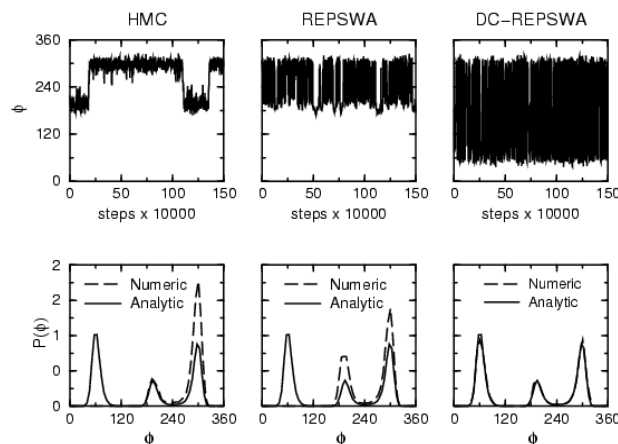 HMC REPSWA DC-REPSWA
360
240
120
0
φ
0 50 100 150
steps x 10000
0 50 100 150
steps x 10000
0 50 100 150
steps x 10000
2
2
1
0
0
P(φ)
Numeric
Analytic
Numeric
Analytic
Numeric
Analytic
0 120 240 360
ϕ
0 120 240 360
ϕ
0 120 240 360
ϕ